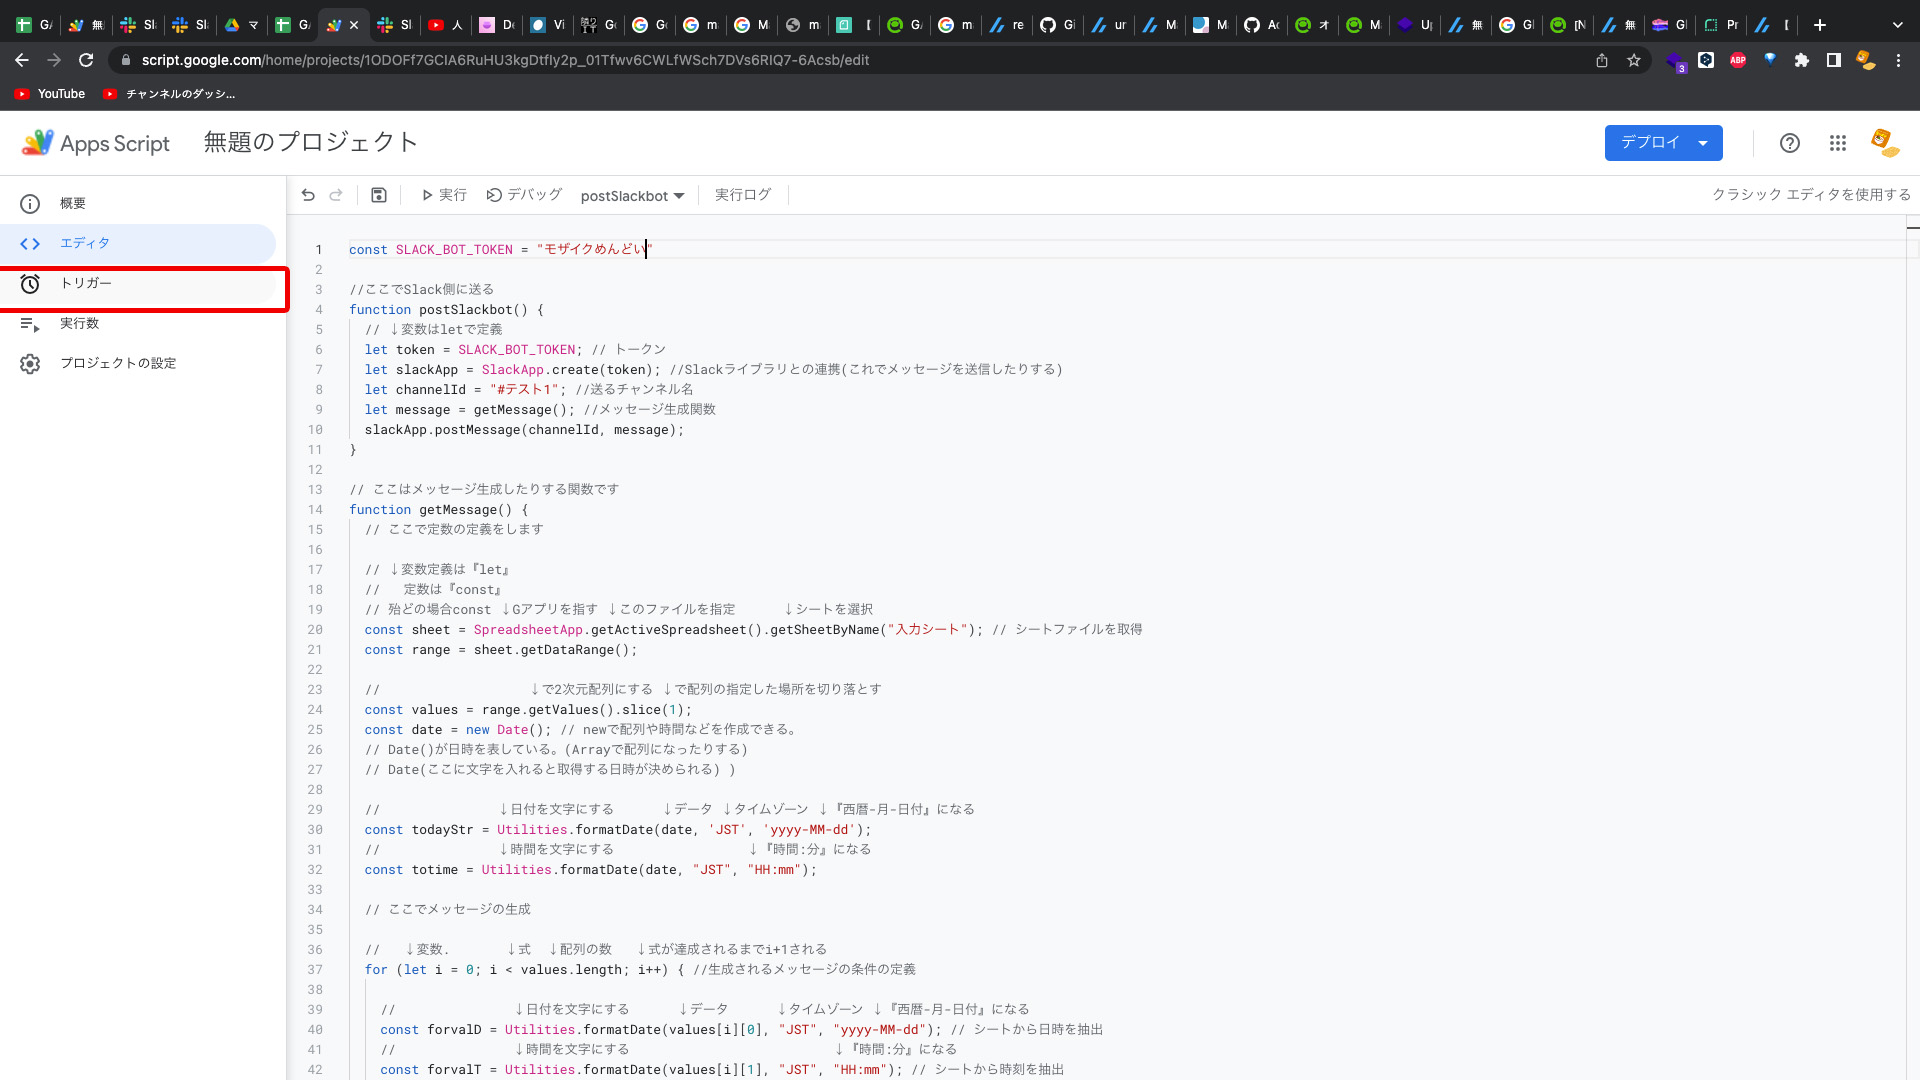 script.google.com/home/projects/1ODOFf7GCIA6RuHU3kgDtfIy2p_01Tfwv6CWLfWSch7DVs6RIQ7-6Acsb/edit
YouTube
チャンネルのダッシ...
Apps Script
無題のプロジェクト
デプロイ
概要
エディタ
トリガー
実行数
プロジェクトの設定
実行 デバッグ postSlackbot 実行ログ
クラシック エディタを使用する
1 const SLACK_BOT_TOKEN = "モザイクめんどい"
2
3 //ここでSlack側に送る
4 function postSlackbot() {
5 // ↓変数はletで定義
6 let token = SLACK_BOT_TOKEN; // トークン
7 let slackApp = SlackApp.create(token); //Slackライブラリとの連携(これでメッセージを送信したりする)
8 let channelId = "#テスト1"; //送るチャンネル名
9 let message = getMessage(); //メッセージ生成関数
10 slackApp.postMessage(channelId, message);
11 }
12
13 // ここはメッセージ生成したりする関数です
14 function getMessage() {
15 // ここで定数の定義をします
16
17 // ↓変数定義は『let』
18 // 定数は『const』
19 // 殆どの場合const ↓Gアプリを指す ↓このファイルを指定 ↓シートを選択
20 const sheet = SpreadsheetApp.getActiveSpreadsheet().getSheetByName("入力シート"); // シートファイルを取得
21 const range = sheet.getDataRange();
22
23 // ↓で2次元配列にする ↓で配列の指定した場所を切り落とす
24 const values = range.getValues().slice(1);
25 const date = new Date(); // newで配列や時間などを作成できる。
26 // Date()が日時を表している。(Arrayで配列になったりする)
27 // Date(ここに文字を入れると取得する日時が決められる) )
28
29 // ↓日付を文字にする ↓データ ↓タイムゾーン ↓『西暦-月-日付』になる
30 const todayStr = Utilities.formatDate(date, 'JST', 'yyyy-MM-dd');
31 // ↓時間を文字にする ↓『時間:分』になる
32 const totime = Utilities.formatDate(date, "JST", "HH:mm");
33
34 // ここでメッセージの生成
35
36 // ↓変数. ↓式 ↓配列の数 ↓式が達成されるまでi+1される
37 for (let i = 0; i < values.length; i++) { //生成されるメッセージの条件の定義
38
39 // ↓日付を文字にする ↓データ ↓タイムゾーン ↓『西暦-月-日付』になる
40 const forvalD = Utilities.formatDate(values[i][0], "JST", "yyyy-MM-dd"); // シートから日時を抽出
41 // ↓時間を文字にする ↓『時間:分』になる
42 const forvalT = Utilities.formatDate(values[i][1], "JST", "HH:mm"); // シートから時刻を抽出